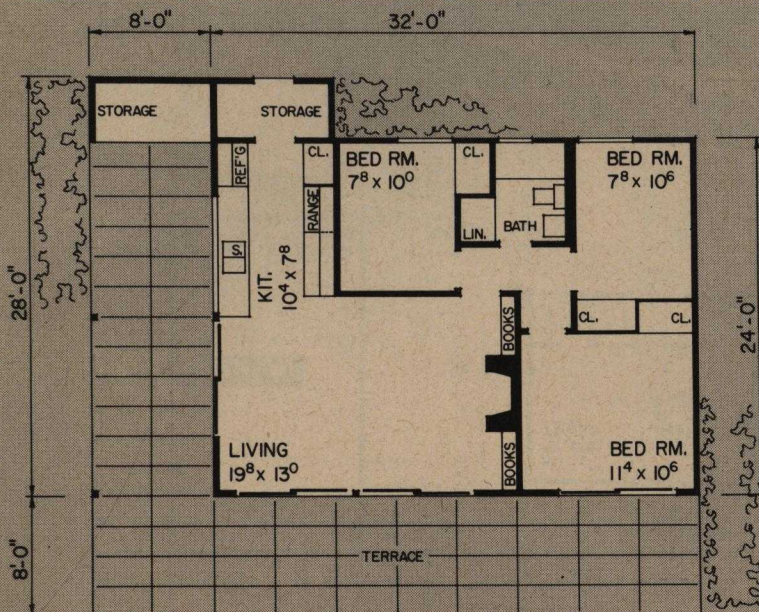 8'-0"
32'-0"
STORAGE
STORAGE
REF'G
CL.
BED RM.
7⁸ x 10⁰
CL.
BED RM.
7⁸ x 10⁶
RANGE
LIN.
BATH
S
KIT.
10⁴ x 7⁸
28'-0"
24'-0"
BOOKS
CL.
CL.
LIVING
19⁸ x 13⁰
BOOKS
BED RM.
11⁴ x 10⁶
8'-0"
TERRACE